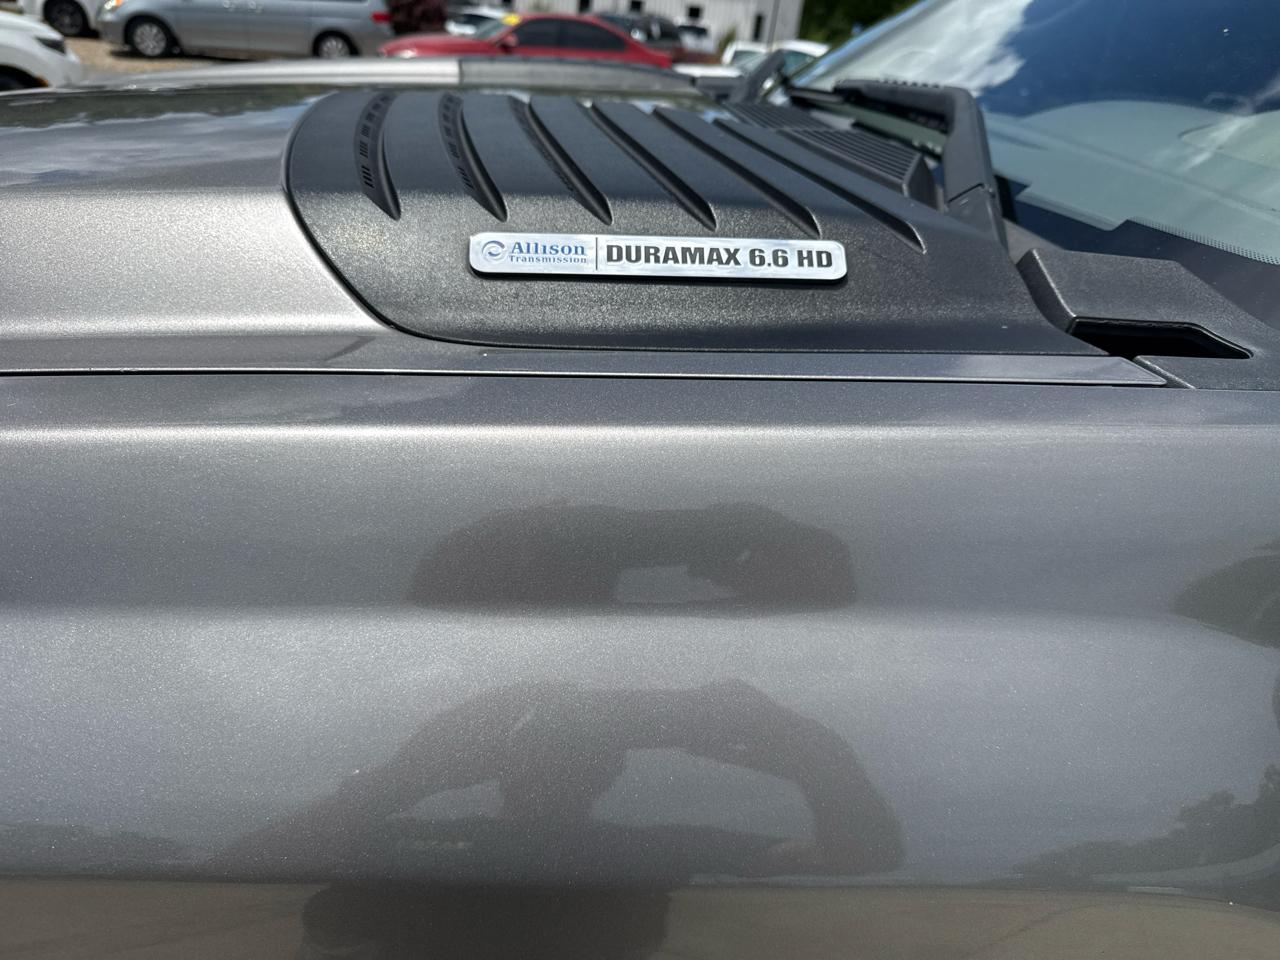 Allison
Transmission
DURAMAX 6.6 HD